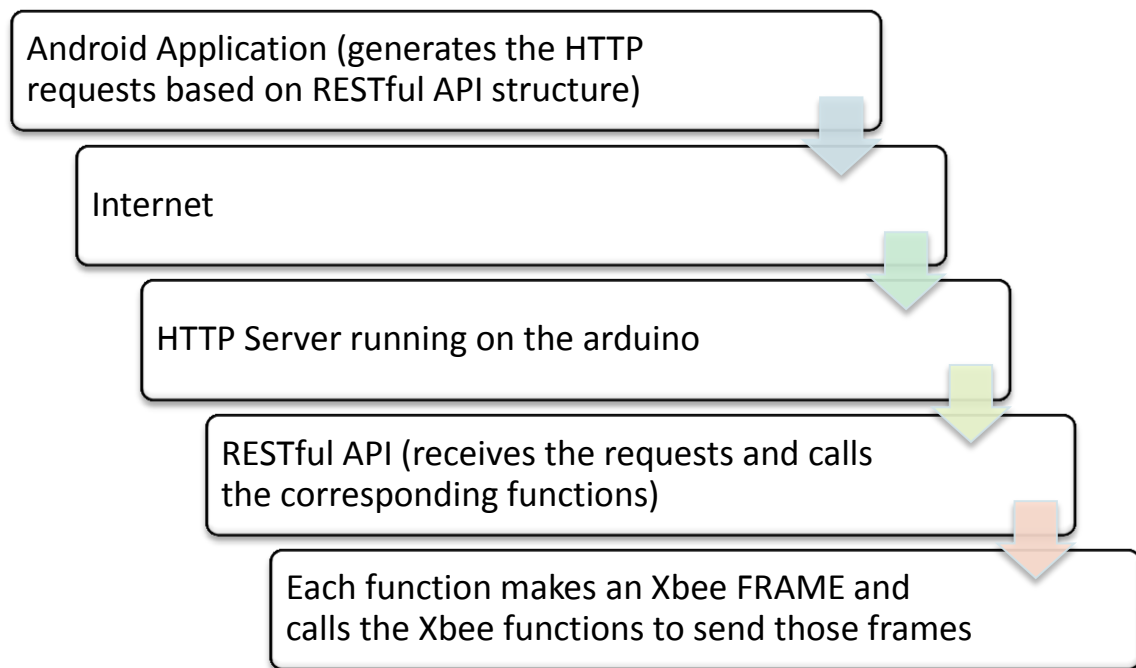 Android Application (generates the HTTP
requests based on RESTful API structure)
Internet
HTTP Server running on the arduino
RESTful API (receives the requests and calls
the corresponding functions)
Each function makes an Xbee FRAME and
calls the Xbee functions to send those frames